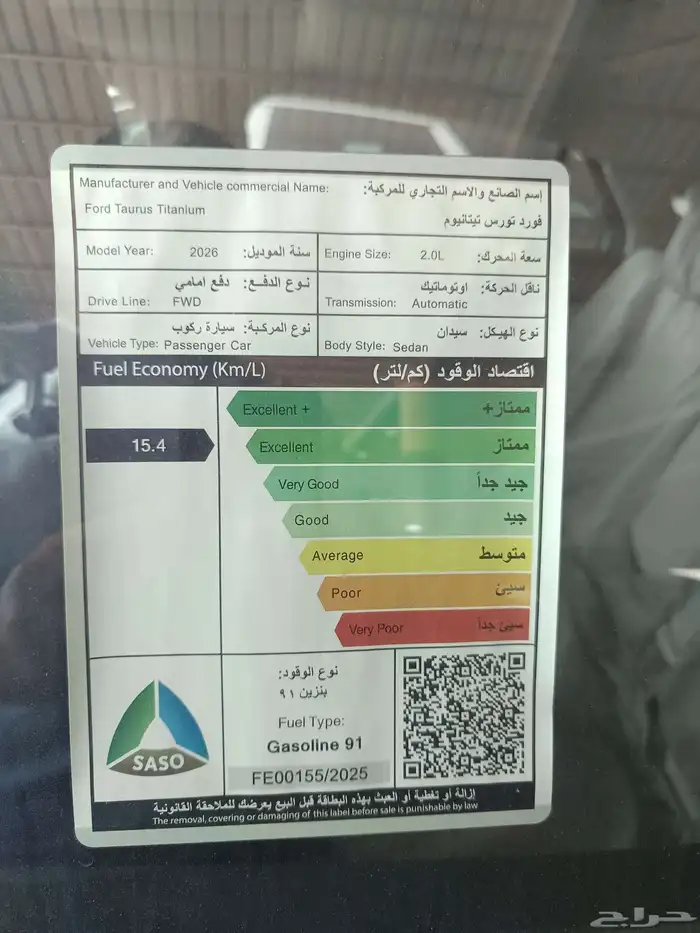 Manufacturer and Vehicle commercial Name: إسم الصانع والاسم التجاري للمركبة:
Ford Taurus Titanium فورد تورس تيتانيوم
Model Year: 2026 سنة الموديل:
Engine Size: 2.0L سعة المحرك:
نوع الدفع: دفع امامي
Drive Line: FWD
ناقل الحركة: اوتوماتيك
Transmission: Automatic
نوع المركبة: سيارة ركوب
Vehicle Type: Passenger Car
نوع الهيكل: سيدان
Body Style: Sedan
Fuel Economy (Km/L) اقتصاد الوقود (كم/لتر)
15.4
Excellent + ممتاز+
Excellent ممتاز
Very Good جيد جداً
Good جيد
Average متوسط
Poor سيئ
Very Poor سيئ جداً
SASO
نوع الوقود:
بنزين ٩١
Fuel Type:
Gasoline 91
FE00155/2025
إزالة أو تغطية أو العبث بهذه البطاقة قبل البيع يعرضك للملاحقة القانونية
The removal, covering or damaging of this label before sale is punishable by law
حراج